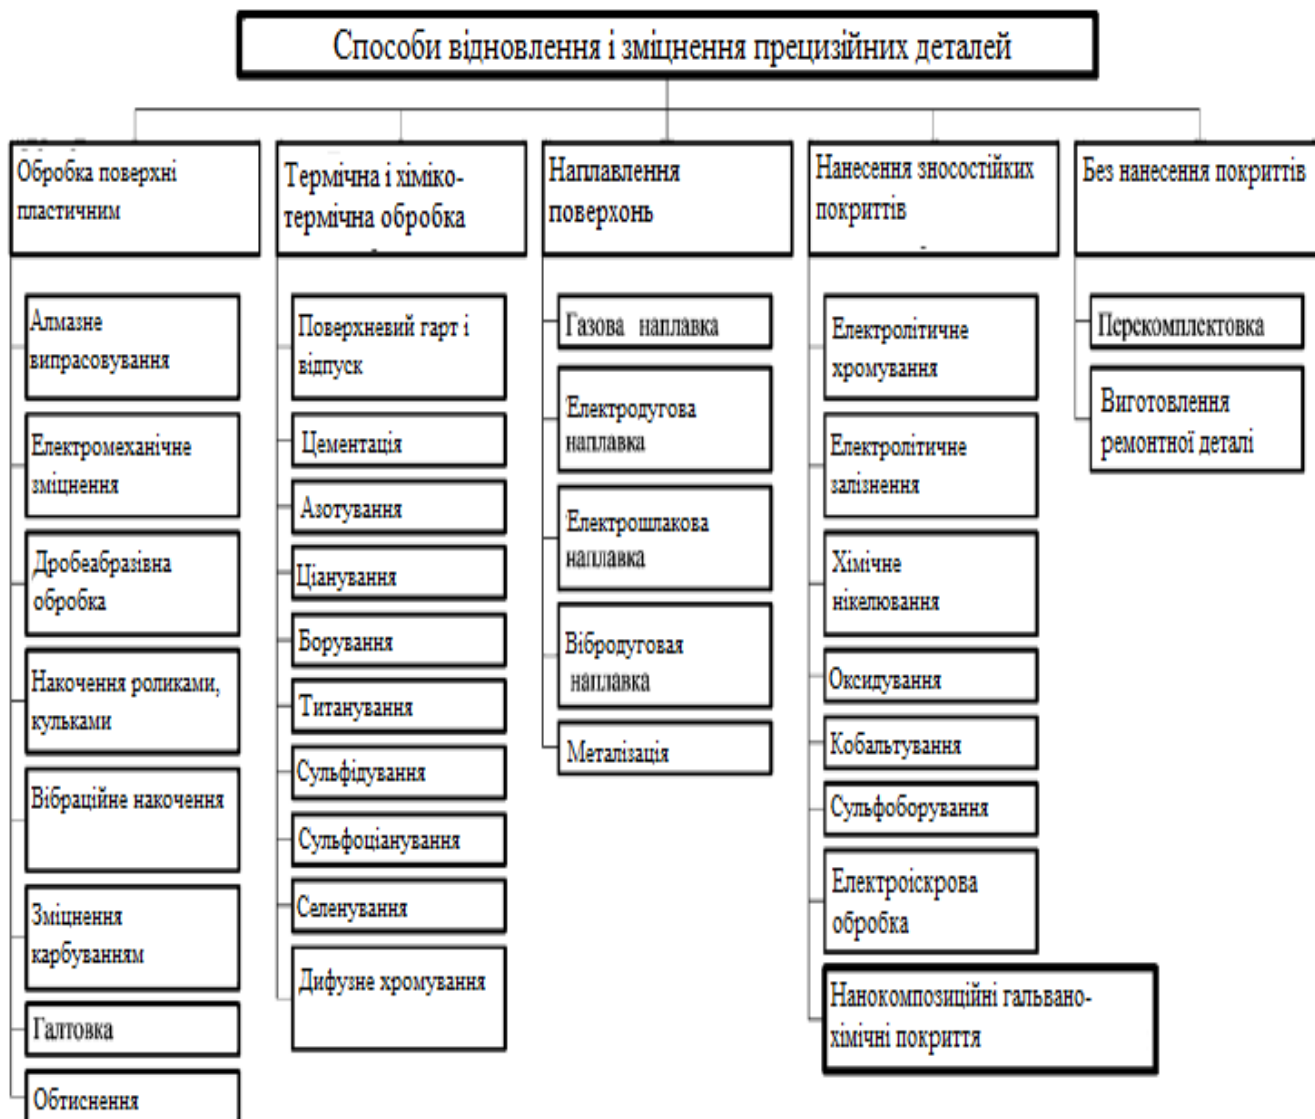 Способи відновлення і зміцнення прецизійних деталей
Обробка поверхні
пластичним
Алмазне
випрасовування
Електромеханічне
зміцнення
Дробеабразівна
обробка
Накочення роликами,
кульками
Вібраційне накочення
Зміцнення
карбуванням
Галтовка
Обтиснення
Термічна і хіміко-
термічна обробка
Поверхневий гарт і
відпуск
Цементація
Азотування
Ціанування
Борування
Титанування
Сульфідування
Сульфоціанування
Селенування
Дифузне хромування
Наплавлення
поверхонь
Газова наплавка
Електродугова
наплавка
Електрошлакова
наплавка
Вібродуговая
наплавка
Металізація
Нанесення зносостійких
покриттів
Електролітичне
хромування
Електролітичне
залізнення
Хімічне
нікелювання
Оксидування
Кобальтування
Сульфоборування
Електроіскрова
обробка
Нанокомпозиційні гальвано-
хімічні покриття
Без нанесення покриттів
Перекомплектовка
Виготовлення
ремонтної деталі